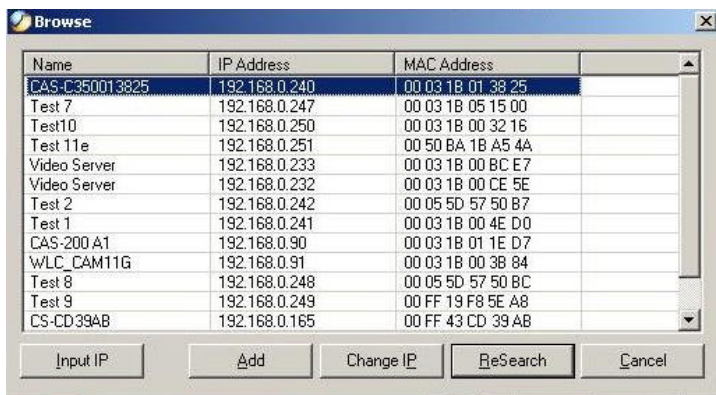 Browse
Name IP Address MAC Address
CAS-C350013825 192.168.0.240 00 03 1B 01 38 25
Test 7 192.168.0.247 00 03 1B 05 15 00
Test10 192.168.0.250 00 03 1B 00 32 16
Test 11e 192.168.0.251 00 50 BA 1B A5 4A
Video Server 192.168.0.233 00 03 1B 00 BC E7
Video Server 192.168.0.232 00 03 1B 00 CE 5E
Test 2 192.168.0.242 00 05 5D 57 50 B7
Test 1 192.168.0.241 00 03 1B 00 4E D0
CAS-200 A1 192.168.0.90 00 03 1B 01 1E D7
WLC_CAM11G 192.168.0.91 00 03 1B 00 3B 84
Test 8 192.168.0.248 00 05 5D 57 50 BC
Test 9 192.168.0.249 00 FF 19 F8 5E A8
CS-CD39AB 192.168.0.165 00 FF 43 CD 39 AB
Input IP Add Change IP ReSearch Cancel